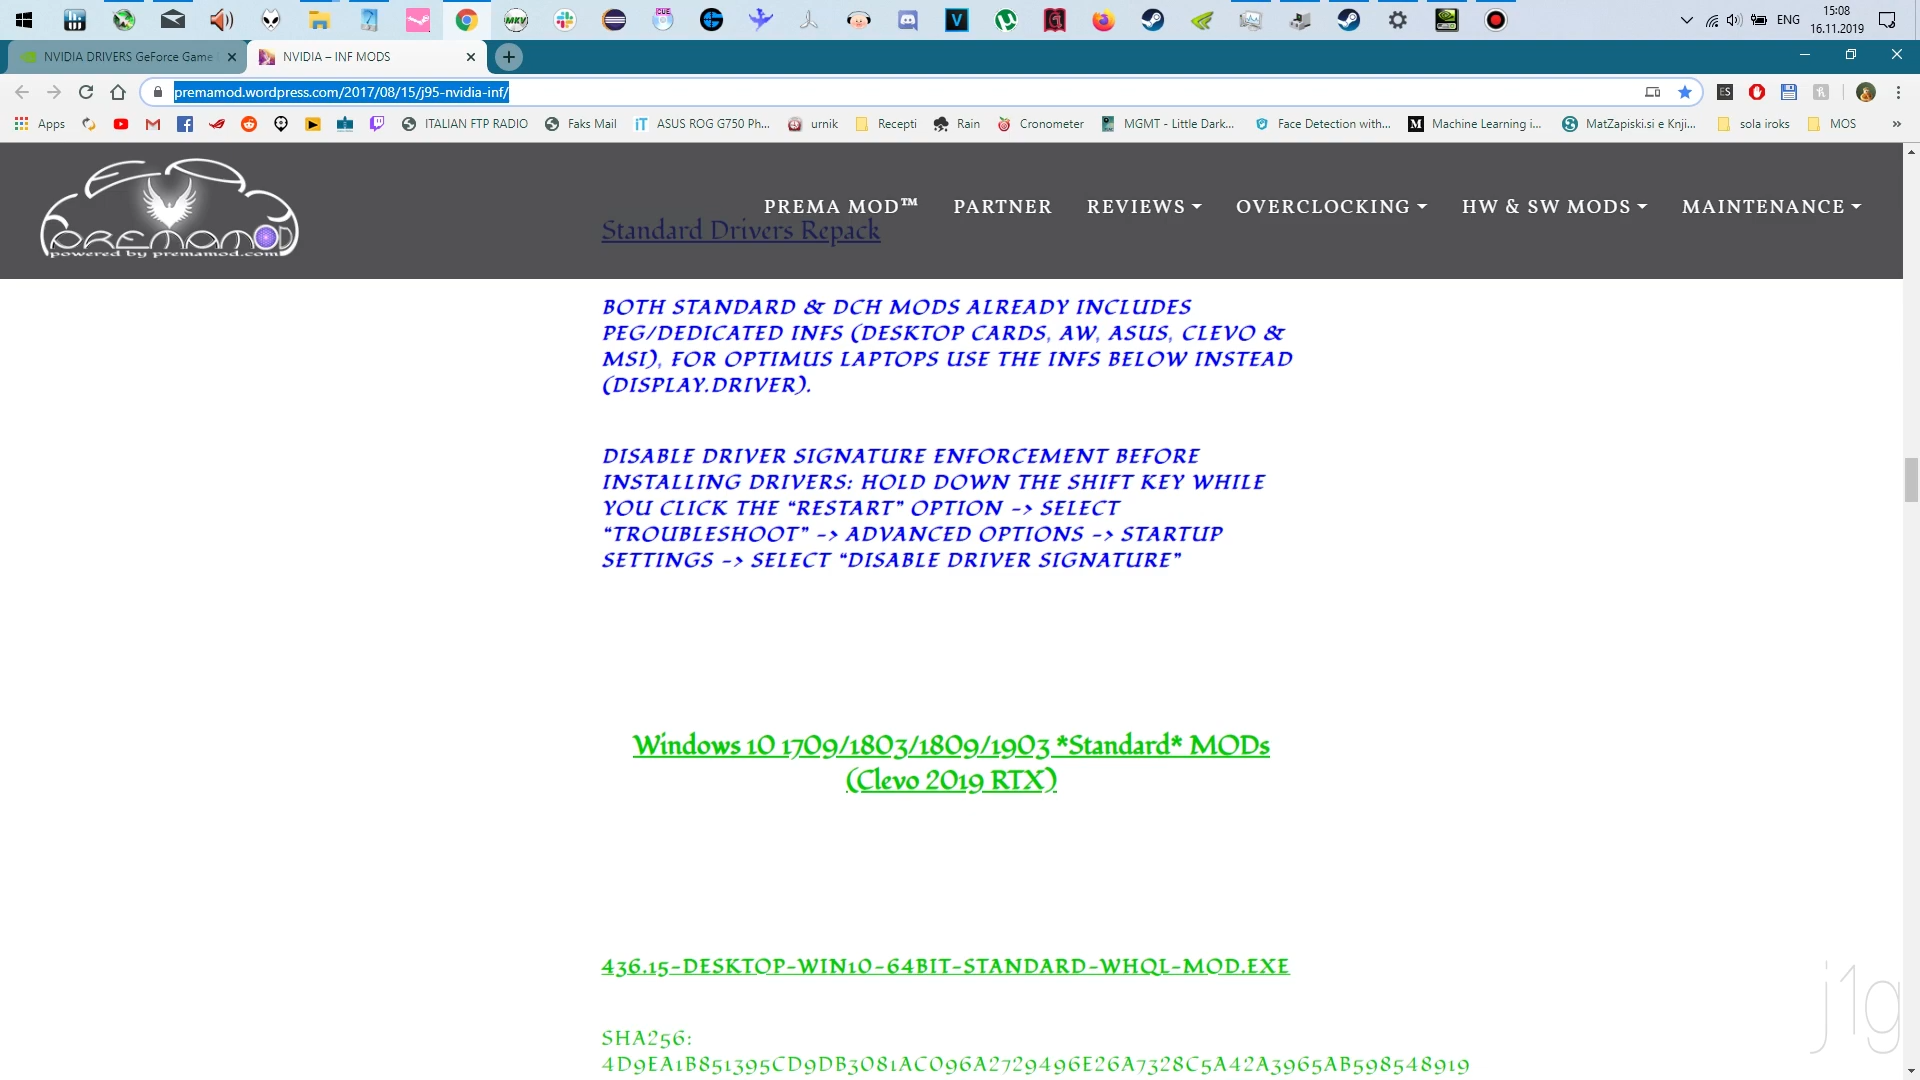 15:08
ENG
16.11.2019
NVIDIA DRIVERS GeForce Game
NVIDIA – INF MODS
premamod.wordpress.com/2017/08/15/j95-nvidia-inf/
Apps
ITALIAN FTP RADIO
Faks Mail
ASUS ROG G750 Ph...
urnik
Recepti
Rain
Cronometer
MGMT - Little Dark...
Face Detection with...
Machine Learning i...
MatZapiski.si e Knji...
sola iroks
MOS
PREMAMOD
powered by premamod.com
PREMA MOD™
PARTNER
REVIEWS
OVERCLOCKING
HW & SW MODS
MAINTENANCE
Standard Drivers Repack
BOTH STANDARD & DCH MODS ALREADY INCLUDES
PEG/DEDICATED INFS (DESKTOP CARDS, AW, ASUS, CLEVO &
MSI), FOR OPTIMUS LAPTOPS USE THE INFS BELOW INSTEAD
(DISPLAY.DRIVER).
DISABLE DRIVER SIGNATURE ENFORCEMENT BEFORE
INSTALLING DRIVERS: HOLD DOWN THE SHIFT KEY WHILE
YOU CLICK THE “RESTART” OPTION -> SELECT
“TROUBLESHOOT” -> ADVANCED OPTIONS -> STARTUP
SETTINGS -> SELECT “DISABLE DRIVER SIGNATURE”
Windows 10 1709/1803/1809/1903 *Standard* MODs
(Clevo 2019 RTX)
436.15-DESKTOP-WIN10-64BIT-STANDARD-WHQL-MOD.EXE
SHA256:
4D9EA1B851395CD9DB3081AC096A2729496E26A7328C5A42A3965AB598548919
j1g